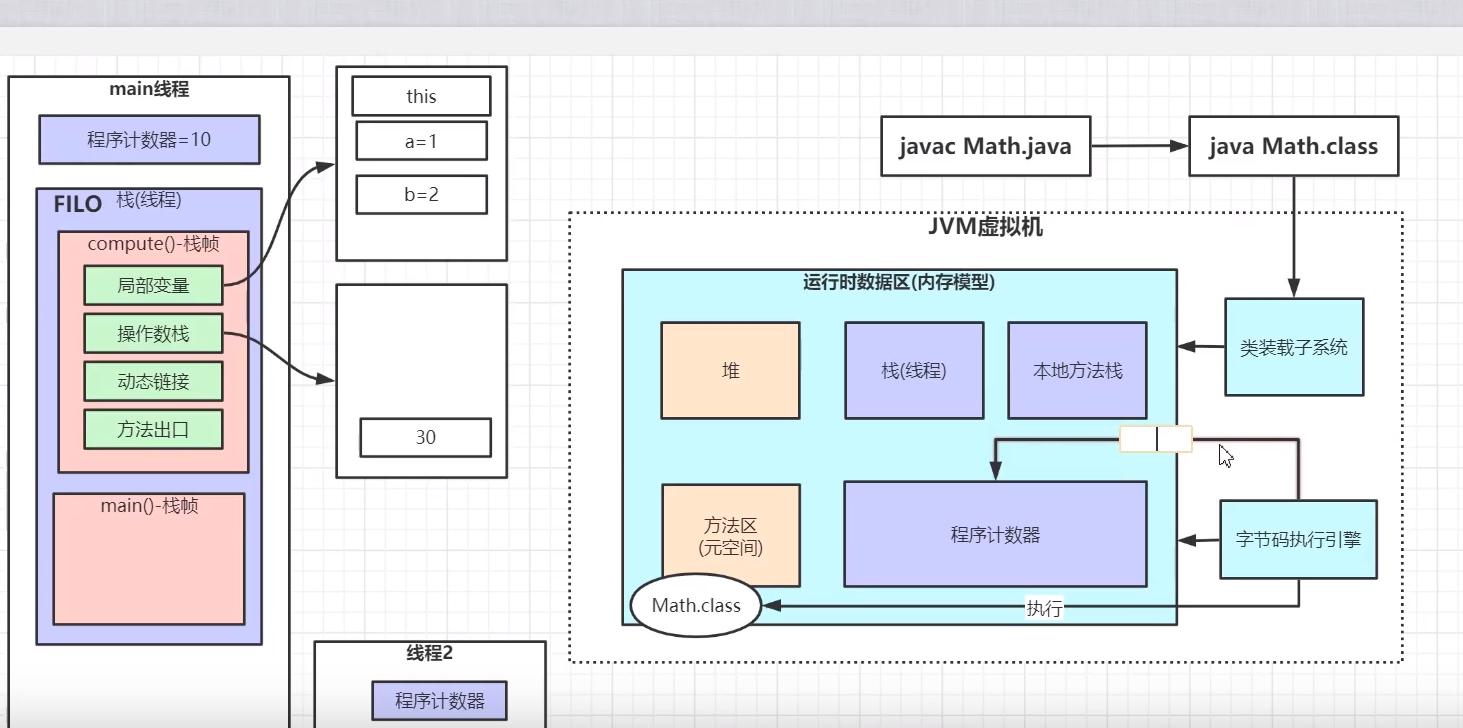 main线程
程序计数器=10
FILO 栈(线程)
compute()-栈帧
局部变量
操作数栈
动态链接
方法出口
main()-栈帧
this
a=1
b=2
30
线程2
程序计数器
javac Math.java
java Math.class
JVM虚拟机
运行时数据区(内存模型)
堆
栈(线程)
本地方法栈
类装载子系统
方法区
(元空间)
程序计数器
字节码执行引擎
Math.class
执行